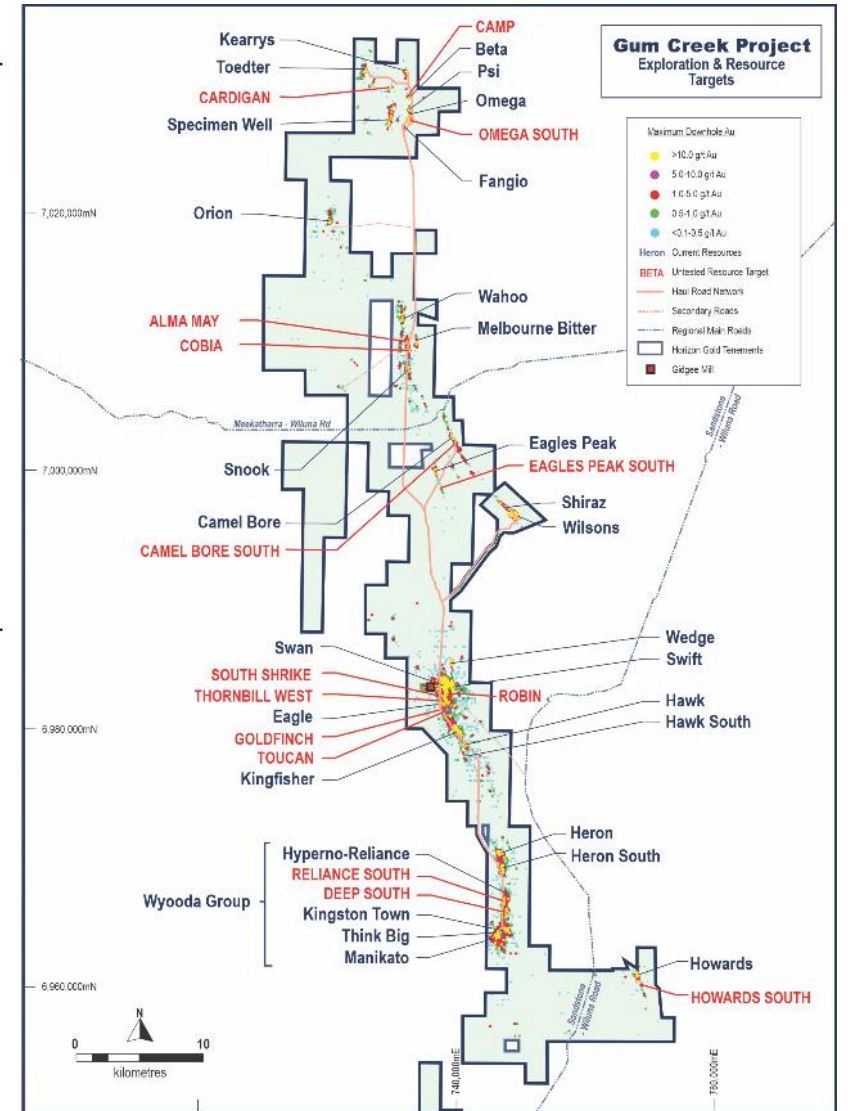 Gum Creek Project
Exploration & Resource
Targets
Maximum Downhole Au
>10.0 g/t Au
5.0-10.0 g/t Au
1.0-5.0 g/t Au
0.5-1.0 g/t Au
<0.1-0.5 g/t Au
Heron Current Resources
BETA Untested Resource Target
Haul Road Network
Secondary Roads
Regional Main Roads
Horizon Gold Tenements
Gidgee Mill
Kearrys
CAMP
Toedter
Beta
Psi
CARDIGAN
Omega
Specimen Well
OMEGA SOUTH
Fangio
7,020,000mN
Orion
Wahoo
ALMA MAY
Melbourne Bitter
COBIA
Meekatharra - Wiluna Rd
Sandstone
- Wiluna Road
Snook
7,000,000mN
Eagles Peak
EAGLES PEAK SOUTH
Shiraz
Camel Bore
Wilsons
CAMEL BORE SOUTH
Swan
Wedge
Swift
SOUTH SHRIKE
THORNBILL WEST
ROBIN
Eagle
Hawk
6,980,000mN
GOLDFINCH
Hawk South
TOUCAN
Kingfisher
Heron
Hyperno-Reliance
Heron South
RELIANCE SOUTH
DEEP SOUTH
Wyooda Group
Kingston Town
Think Big
Manikato
Howards
6,960,000mN
HOWARDS SOUTH
Sandstone
- Wiluna Road
N
0 10
kilometres
740,000mE
760,000mE